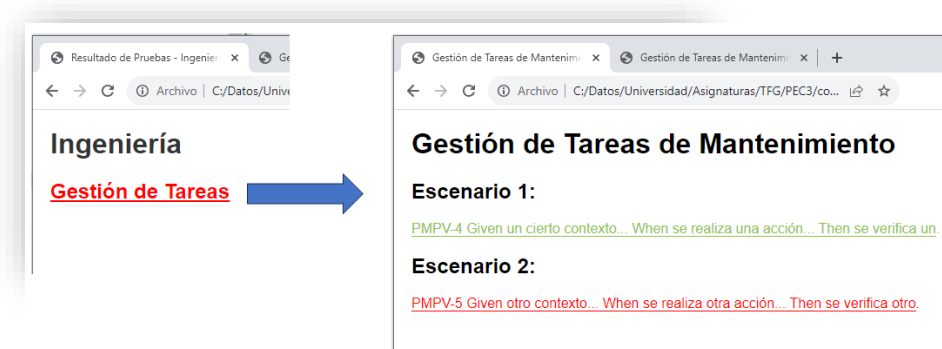 Resultado de Pruebas - Ingenier
Ge
Archivo | C:/Datos/Unive
Ingeniería
Gestión de Tareas
Gestión de Tareas de Mantenimi
Gestión de Tareas de Mantenimi
Archivo | C:/Datos/Universidad/Asignaturas/TFG/PEC3/co...
Gestión de Tareas de Mantenimiento
Escenario 1:
PMPV-4 Given un cierto contexto... When se realiza una acción... Then se verifica un.
Escenario 2:
PMPV-5 Given otro contexto... When se realiza otra acción... Then se verifica otro.